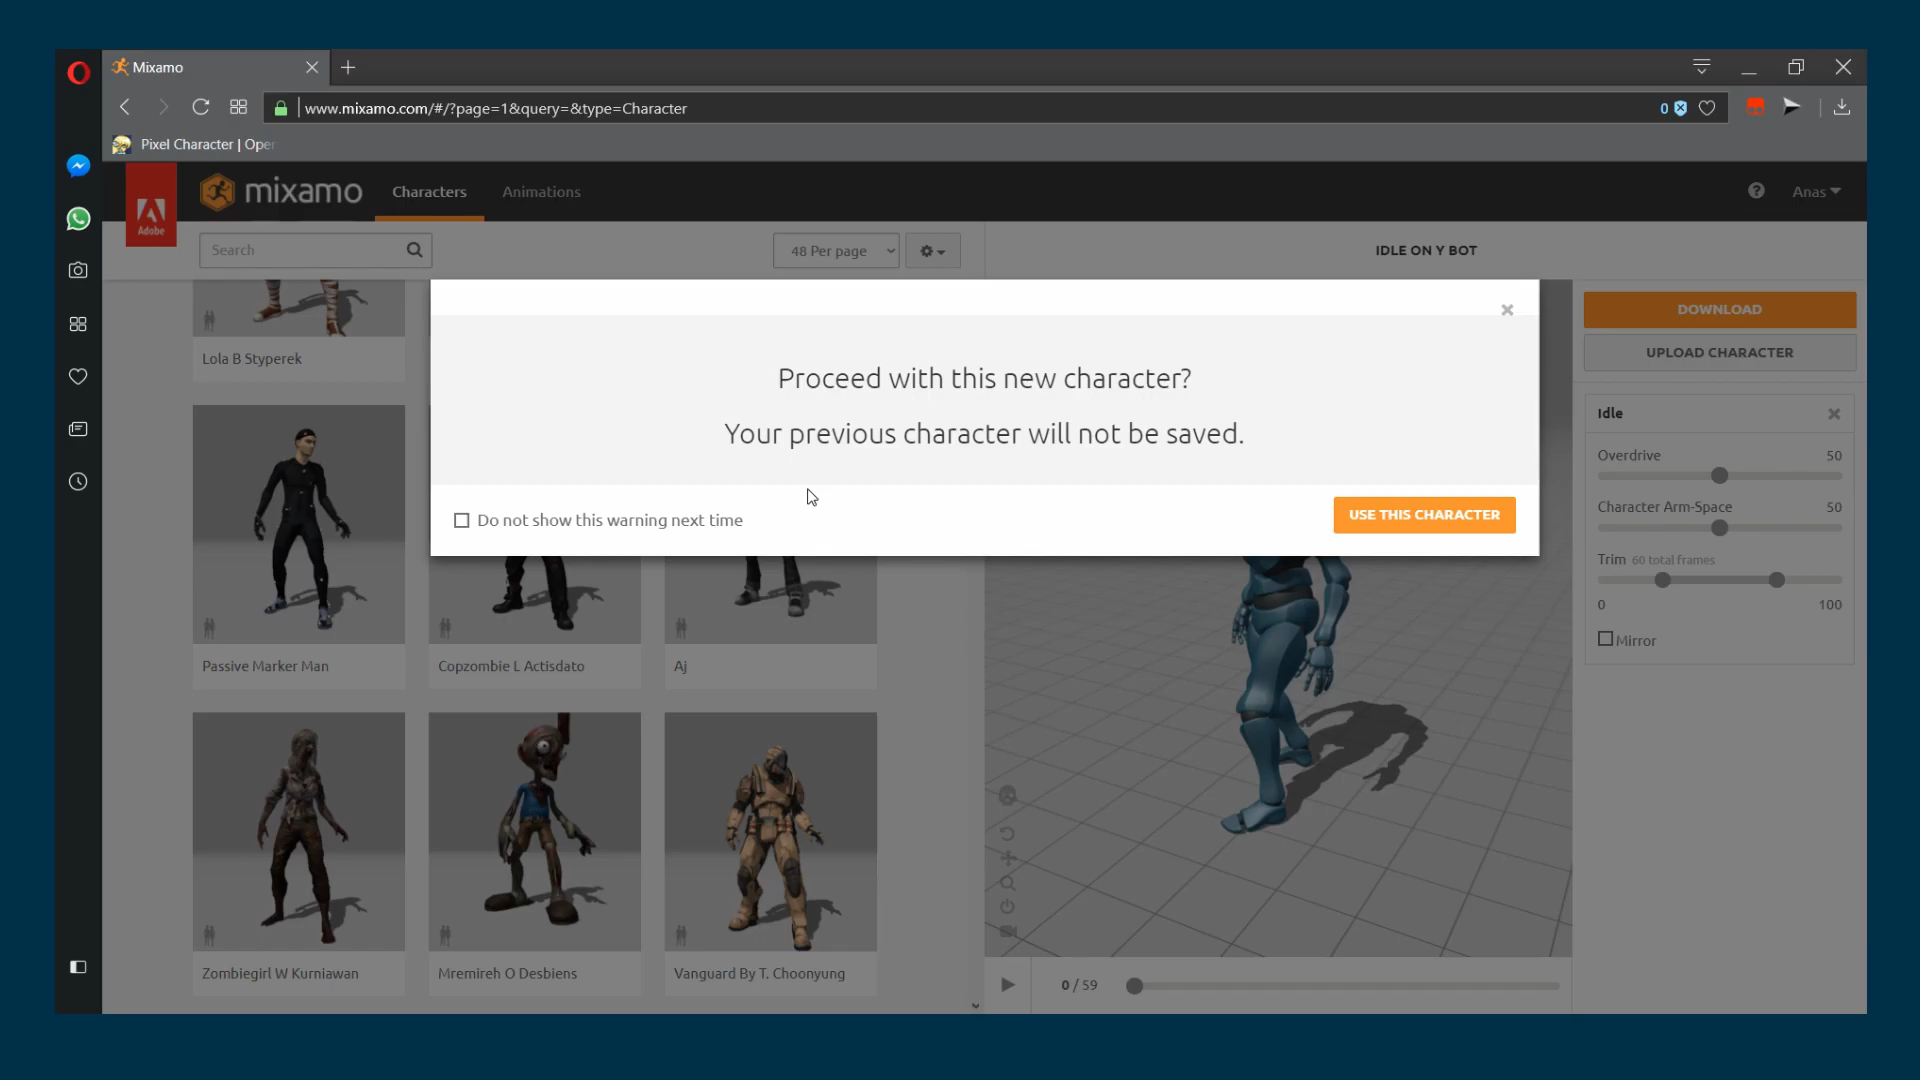 Mixamo
www.mixamo.com/#/?page=1&query=&type=Character
0
Pixel Character | Oper
Adobe
mixamo
Characters
Animations
Anas
Search
48 Per page
IDLE ON Y BOT
DOWNLOAD
UPLOAD CHARACTER
Proceed with this new character?
Your previous character will not be saved.
Do not show this warning next time
USE THIS CHARACTER
Idle
Overdrive 50
Character Arm-Space 50
Trim 60 total frames
0 100
Mirror
Lola B Styperek
Passive Marker Man
Copzombie L Actisdato
Aj
Zombiegirl W Kurniawan
Mremireh O Desbiens
Vanguard By T. Choonyung
0 / 59